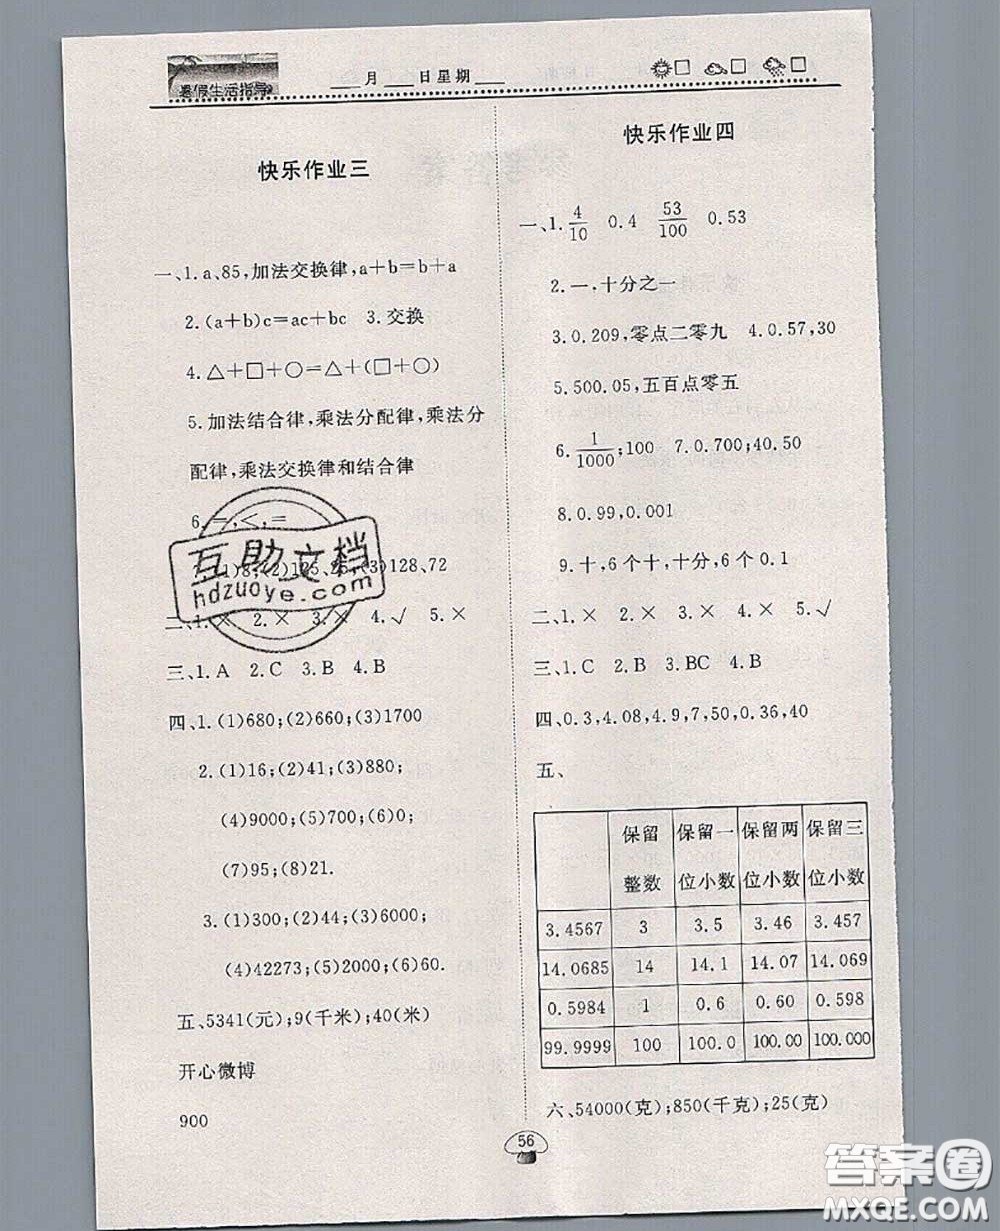 暑假生活指导
月 日星期
快乐作业三
一、1.a、85,加法交换律,a+b=b+a
2.(a+b)c=ac+bc 3.交换
4.△+□+○=△+(□+○)
5.加法结合律,乘法分配律,乘法分
配律,乘法交换律和结合律
6.=,<,=
(3)128、72
二、1.× 2.× 3.× 4.√ 5.×
三、1.A 2.C 3.B 4.B
四、1.(1)680;(2)660;(3)1700
2.(1)16;(2)41;(3)880;
(4)9000;(5)700;(6)0;
(7)95;(8)21.
3.(1)300;(2)44;(3)6000;
(4)42273;(5)2000;(6)60.
五、5341(元);9(千米);40(米)
开心微博
900
快乐作业四
一、1. 4/10 0.4 53/100 0.53
2.一,十分之一
3.0.209,零点二零九 4.0.57,30
5.500.05,五百点零五
6. 1/1000;100 7.0.700;40.50
8.0.99,0.001
9.十,6个十,十分,6个0.1
二、1.× 2.× 3.× 4.× 5.√
三、1.C 2.B 3.BC 4.B
四、0.3,4.08,4.9,7,50,0.36,40
五、
保留整数 保留一位小数 保留两位小数 保留三位小数
3.4567 3 3.5 3.46 3.457
14.0685 14 14.1 14.07 14.069
0.5984 1 0.6 0.60 0.598
99.9999 100 100.0 100.00 100.000
六、54000(克);850(千克);25(克)
56
互助文档
hdzuoye.com
答案圈
MXQE.COM